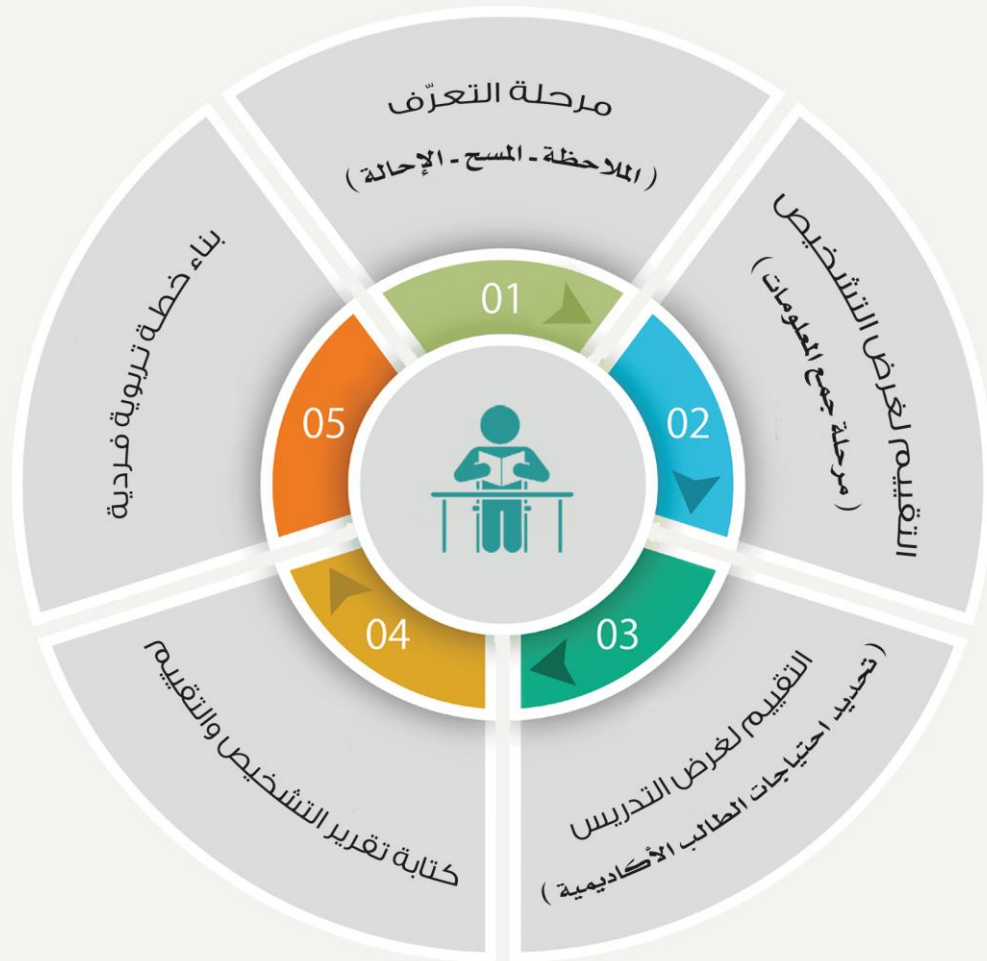 مرحلة التعرّف
( الملاحظة - المسح - الإحالة )
01
التقييم لغرض التشخيص
( مرحلة جمع المعلومات )
02
التقييم لغرض التدريس
( تحديد احتياجات الطالب الأكاديمية )
03
كتابة تقرير التشخيص والتقييم
04
بناء خطة تربوية فردية
05